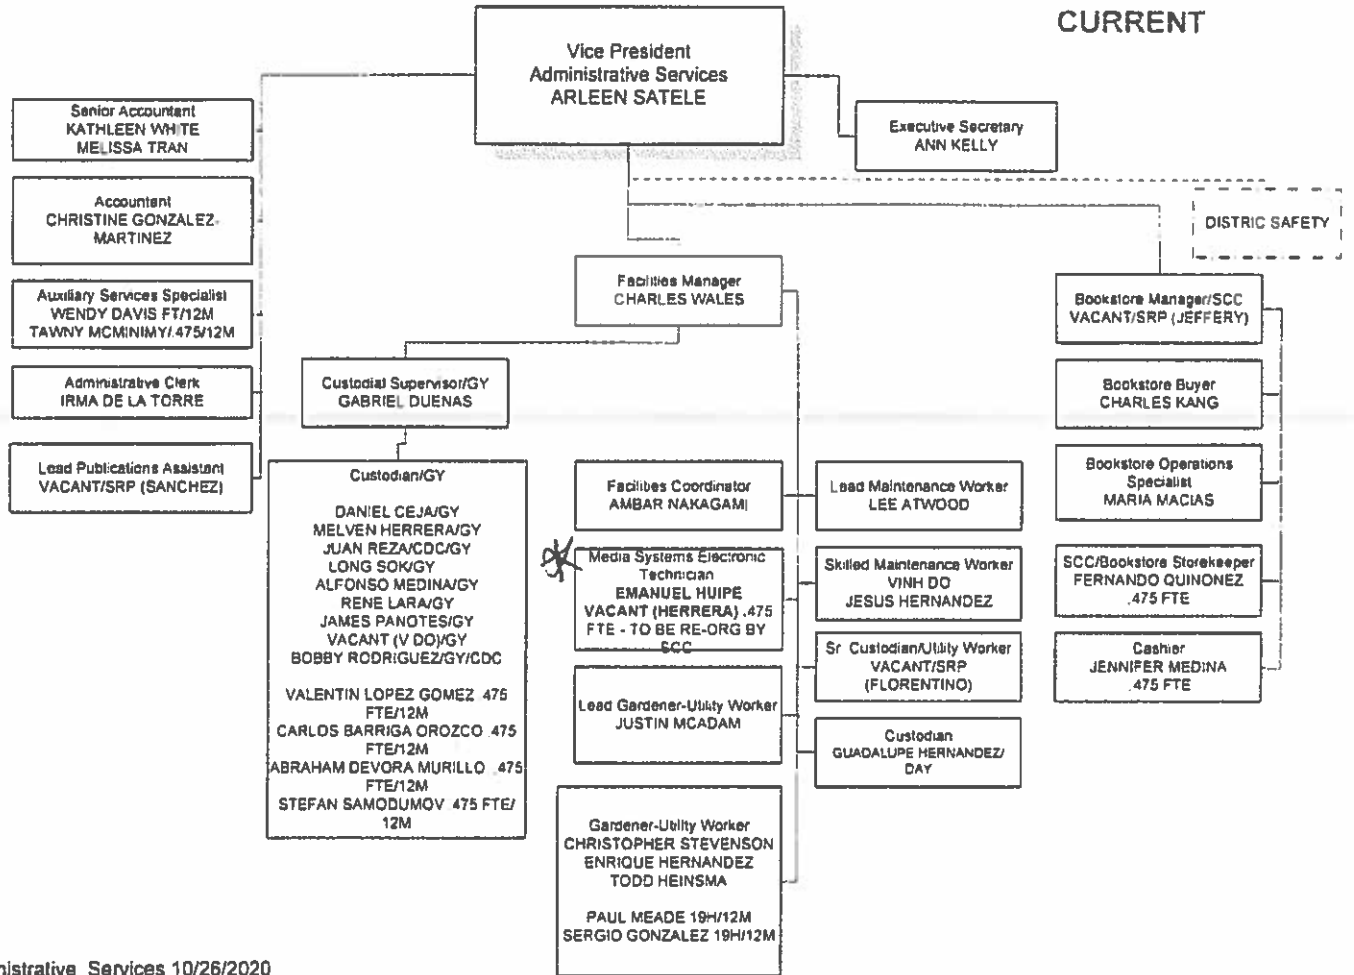 CURRENT
Vice President
Administrative Services
ARLEEN SATELE
Executive Secretary
ANN KELLY
Senior Accountant
KATHLEEN WHITE
MELISSA TRAN
Accountant
CHRISTINE GONZALEZ-
MARTINEZ
Auxiliary Services Specialist
WENDY DAVIS FT/12M
TAWNY MCMINIMY/.475/12M
Administrative Clerk
IRMA DE LA TORRE
Lead Publications Assistant
VACANT/SRP (SANCHEZ)
DISTRIC SAFETY
Facilities Manager
CHARLES WALES
Custodial Supervisor/GY
GABRIEL DUENAS
Custodian/GY
DANIEL CEJA/GY
MELVEN HERRERA/GY
JUAN REZA/CDC/GY
LONG SOK/GY
ALFONSO MEDINA/GY
RENE LARA/GY
JAMES PANOTES/GY
VACANT (V DO)/GY
BOBBY RODRIGUEZ/GY/CDC
VALENTIN LOPEZ GOMEZ .475
FTE/12M
CARLOS BARRIGA OROZCO .475
FTE/12M
ABRAHAM DEVORA MURILLO .475
FTE/12M
STEFAN SAMODUMOV .475 FTE/
12M
Facilities Coordinator
AMBAR NAKAGAMI
Media Systems Electronic
Technician
EMANUEL HUIPE
VACANT (HERRERA) .475
FTE - TO BE RE-ORG BY
SCC
Lead Gardener-Utility Worker
JUSTIN MCADAM
Gardener-Utility Worker
CHRISTOPHER STEVENSON
ENRIQUE HERNANDEZ
TODD HEINSMA
PAUL MEADE 19H/12M
SERGIO GONZALEZ 19H/12M
Lead Maintenance Worker
LEE ATWOOD
Skilled Maintenance Worker
VINH DO
JESUS HERNANDEZ
Sr. Custodian/Utility Worker
VACANT/SRP
(FLORENTINO)
Custodian
GUADALUPE HERNANDEZ/
DAY
Bookstore Manager/SCC
VACANT/SRP (JEFFERY)
Bookstore Buyer
CHARLES KANG
Bookstore Operations
Specialist
MARIA MACIAS
SCC/Bookstore Storekeeper
FERNANDO QUINONEZ
.475 FTE
Cashier
JENNIFER MEDINA
.475 FTE
nistrative Services 10/26/2020